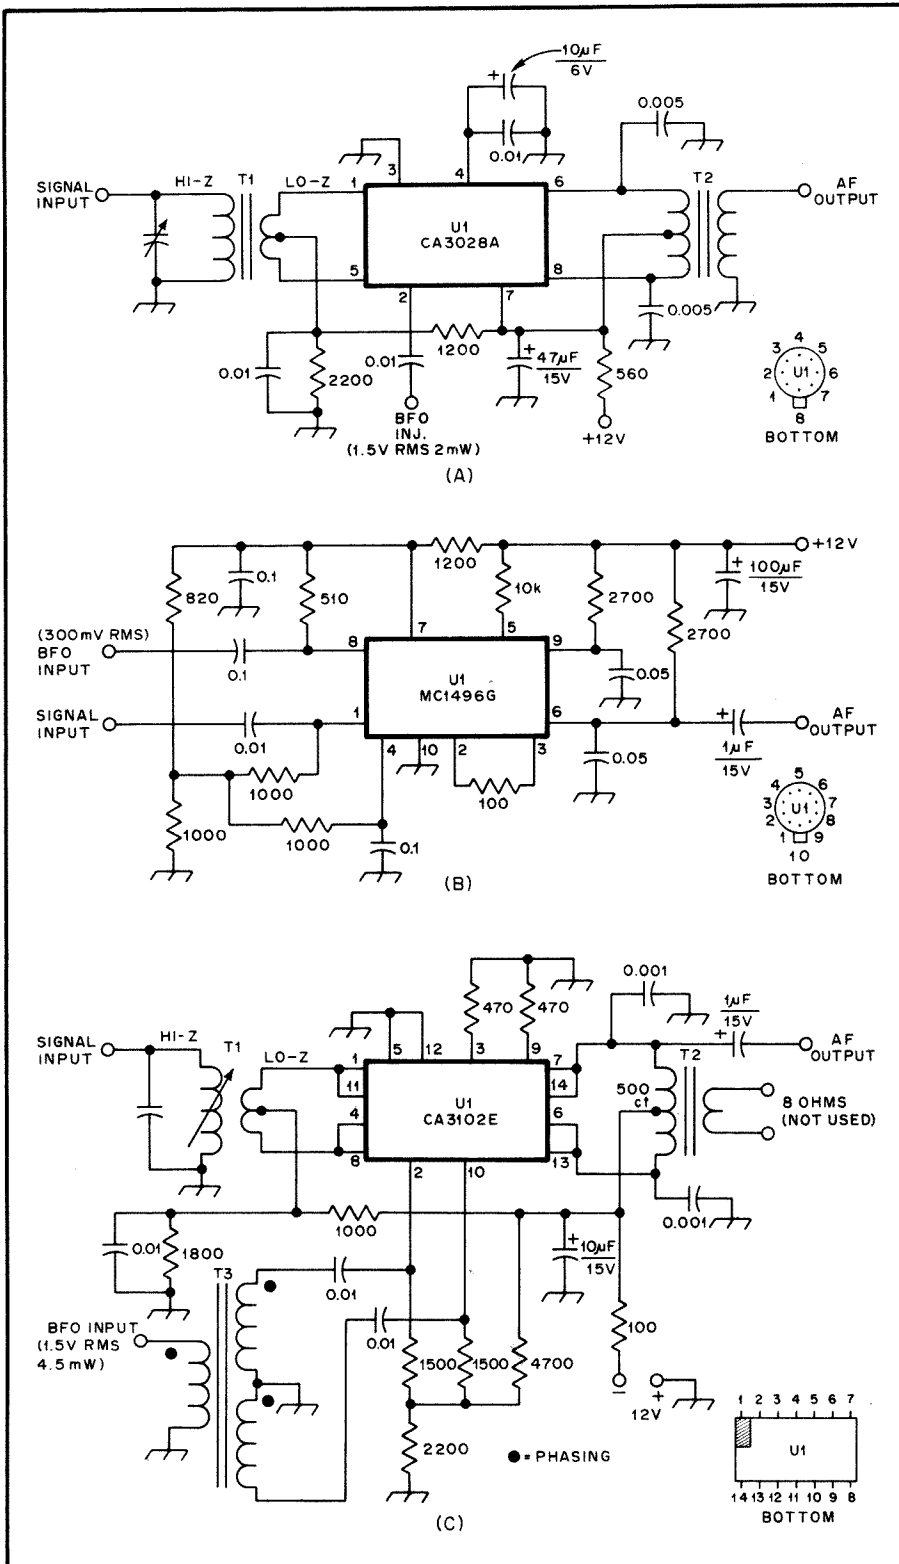 10µF
6V
+
0.01
0.005
SIGNAL
INPUT
HI-Z
T1
LO-Z
1
3
4
6
U1
CA3028A
5
2
7
8
T2
AF
OUTPUT
0.005
0.01
2200
1200
0.01
+
47µF
15V
560
+12V
BFO
INJ.
(1.5V RMS 2mW)
3 4 5
2 U1 6
1 7
8
BOTTOM
(A)
+12V
820
0.1
510
1200
10k
2700
+
100µF
15V
2700
(300mV RMS)
BFO
INPUT
0.1
8
7
5
9
U1
MC1496G
0.05
SIGNAL
INPUT
0.01
1
4
10
2
3
6
0.05
+
1µF
15V
AF
OUTPUT
1000
100
1000
1000
0.1
4 5 6
3 U1 7
2 8
1 9
10
BOTTOM
(B)
470
470
0.001
1µF
15V
+
SIGNAL
INPUT
HI-Z
T1
LO-Z
5
12
3
9
1
11
4
8
7
14
6
13
U1
CA3102E
2
10
T2
500
ct
AF
OUTPUT
8 OHMS
(NOT USED)
0.001
0.01
1800
1000
+
10µF
15V
T3
0.01
0.01
BFO INPUT
(1.5V RMS
4.5mW)
1500
1500
4700
100
−
+
12V
2200
● = PHASING
1 2 3 4 5 6 7
U1
14 13 12 11 10 9 8
BOTTOM
(C)